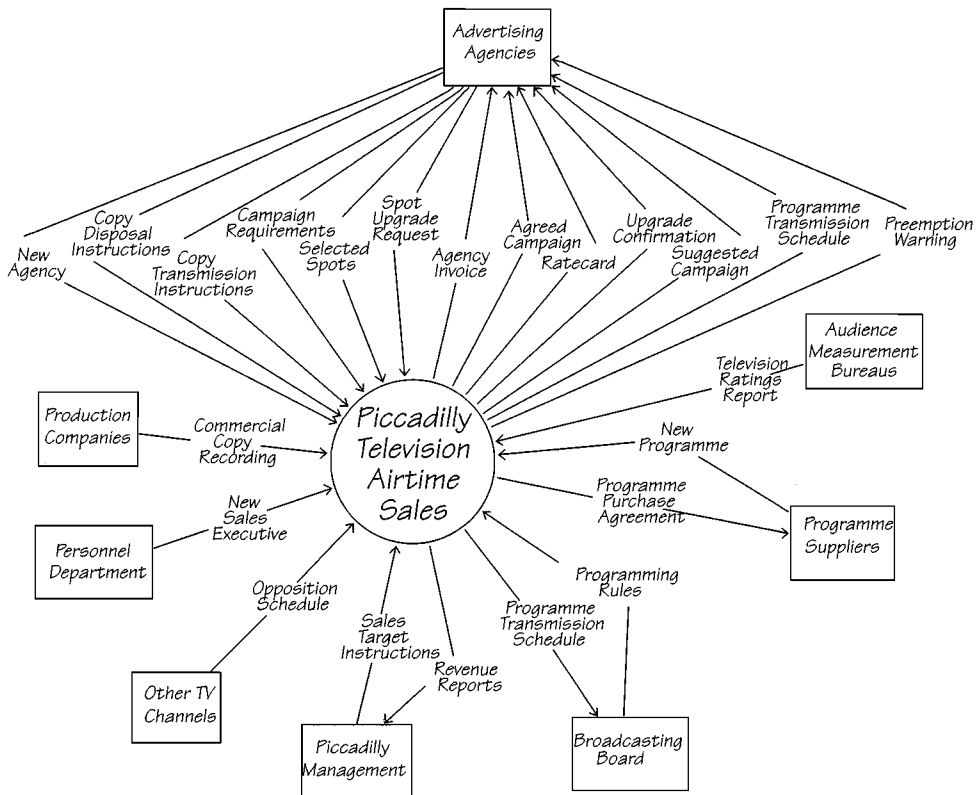 Advertising
Agencies
New
Agency
Copy
Disposal
Instructions
Copy
Transmission
Instructions
Campaign
Requirements
Selected
Spots
Spot
Upgrade
Request
Agency
Invoice
Agreed
Campaign
Ratecard
Upgrade
Confirmation
Suggested
Campaign
Programme
Transmission
Schedule
Preemption
Warning
Audience
Measurement
Bureaus
Television
Ratings
Report
Production
Companies
Commercial
Copy
Recording
Piccadilly
Television
Airtime
Sales
New
Programme
Programme
Purchase
Agreement
Programme
Suppliers
New
Sales
Executive
Personnel
Department
Opposition
Schedule
Other TV
Channels
Sales
Target
Instructions
Revenue
Reports
Piccadilly
Management
Programme
Transmission
Schedule
Programming
Rules
Broadcasting
Board